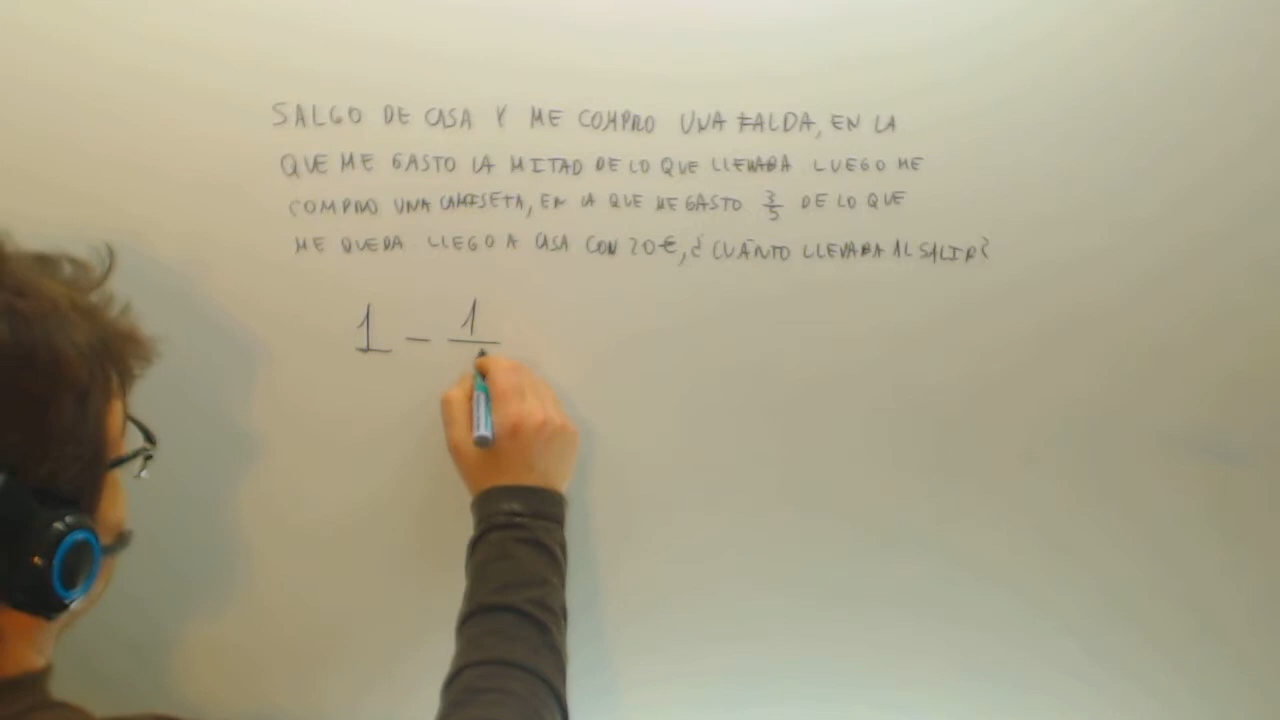 SALGO DE CASA Y ME COMPRO UNA FALDA, EN LA
QUE ME GASTO LA MITAD DE LO QUE LLEVABA LUEGO ME
COMPRO UNA CAMISETA, EN LA QUE ME GASTO 3/5 DE LO QUE
ME QUEDA LLEGO A CASA CON 20€, ¿CUÁNTO LLEVABA AL SALIR?
1 - 1